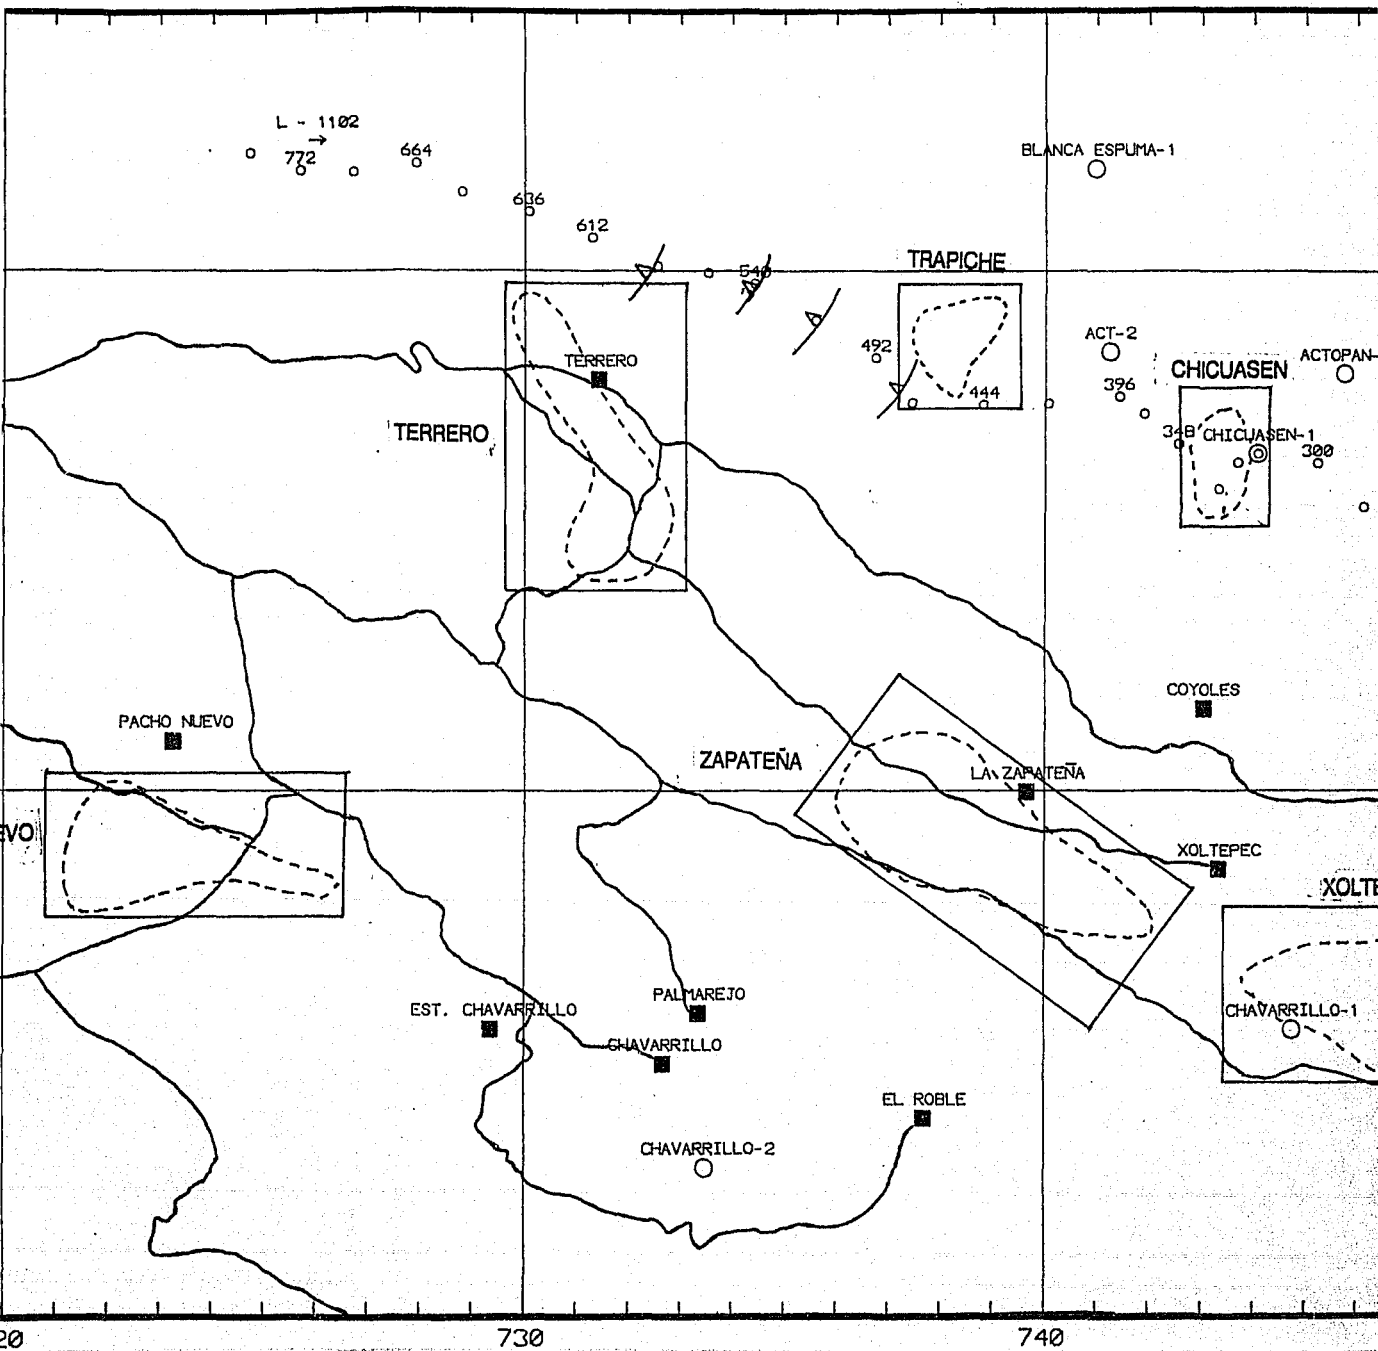 L - 1102
→
772
664
BLANCA ESPUMA-1
636
612
TRAPICHE
540
492
ACT-2
ACTOPAN-
TERRERO
CHICUASEN
444
396
TERRERO
348
CHICUASEN-1
300
COYOLES
PACHO NUEVO
ZAPATEÑA
LA ZAPATEÑA
EVO
XOLTEPEC
XOLTE
EST. CHAVARRILLO
PALMAREJO
CHAVARRILLO-1
CHAVARRILLO
EL ROBLE
CHAVARRILLO-2
20
730
740